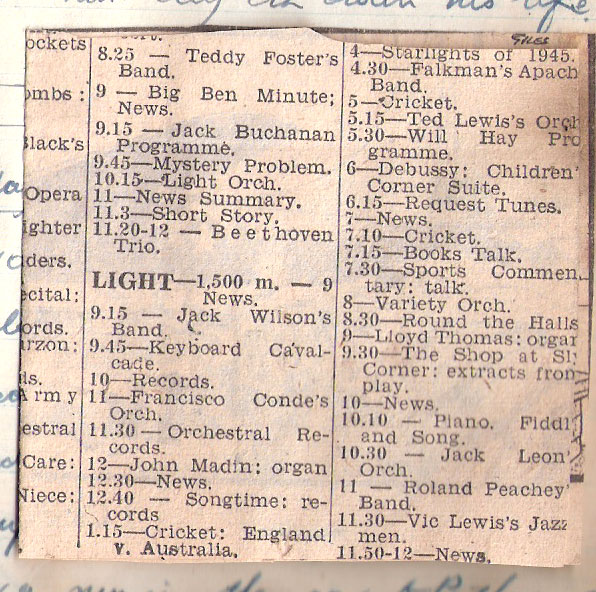 ockets
ombs:
Black's
Opera
ighter
ders.
ecital:
ords.
rzon:
ds.
Army
estral
Care:
Niece:
8.25 — Teddy Foster's
Band.
9 — Big Ben Minute;
News.
9.15 — Jack Buchanan
Programme.
9.45—Mystery Problem.
10.15—Light Orch.
11—News Summary.
11.3—Short Story.
11.20-12 — Beethoven
Trio.
LIGHT—1,500 m. — 9
News.
9.15 — Jack Wilson's
Band.
9.45—Keyboard Caval-
cade.
10—Records.
11—Francisco Conde's
Orch.
11.30—Orchestral Re-
cords.
12—John Madin: organ
12.30—News.
12.40 — Songtime: re-
cords
1.15—Cricket: England
v. Australia.
4—Starlights of 1945.
4.30—Falkman's Apach
Band.
5—Cricket.
5.15—Ted Lewis's Orch
5.30—Will Hay Pro
gramme.
6—Debussy: Children'
Corner Suite.
6.15—Request Tunes.
7—News.
7.10—Cricket.
7.15—Books Talk.
7.30—Sports Commen
tary: talk.
8—Variety Orch.
8.30—Round the Halls
9—Lloyd Thomas: organ
9.30—The Shop at Sly
Corner: extracts from
play.
10—News.
10.10 — Piano, Fiddle
and Song.
10.30 — Jack Leon'
Orch.
11 — Roland Peachey'
Band.
11.30—Vic Lewis's Jazz
men.
11.50-12—News.